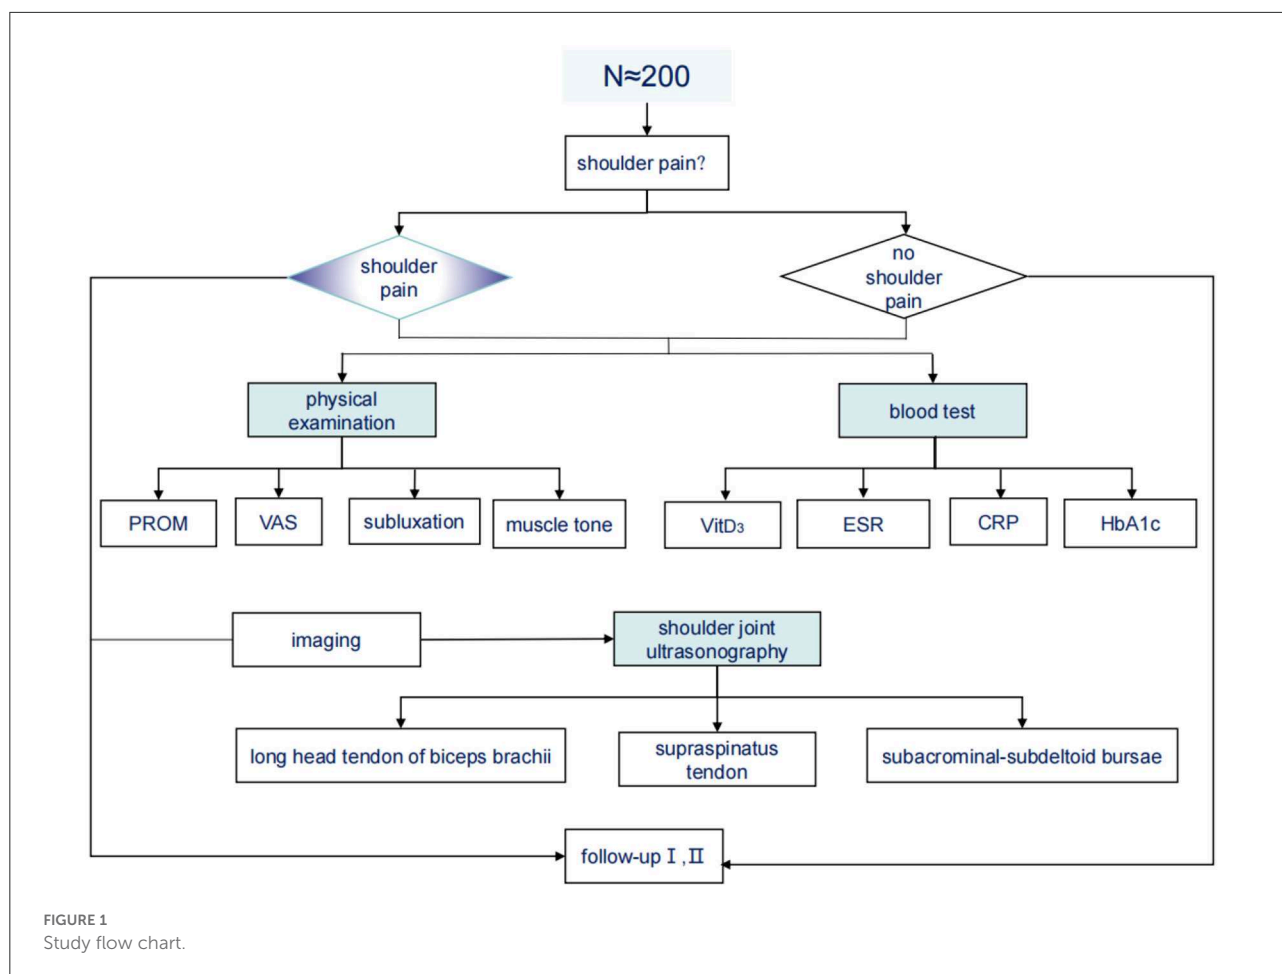 N≈200
shoulder pain?
shoulder
pain
no
shoulder
pain
physical
examination
blood test
PROM
VAS
subluxation
muscle tone
VitD₃
ESR
CRP
HbA1c
imaging
shoulder joint
ultrasonography
long head tendon of biceps brachii
supraspinatus
tendon
subacrominal-subdeltoid bursae
follow-up Ⅰ,Ⅱ
FIGURE 1
Study flow chart.